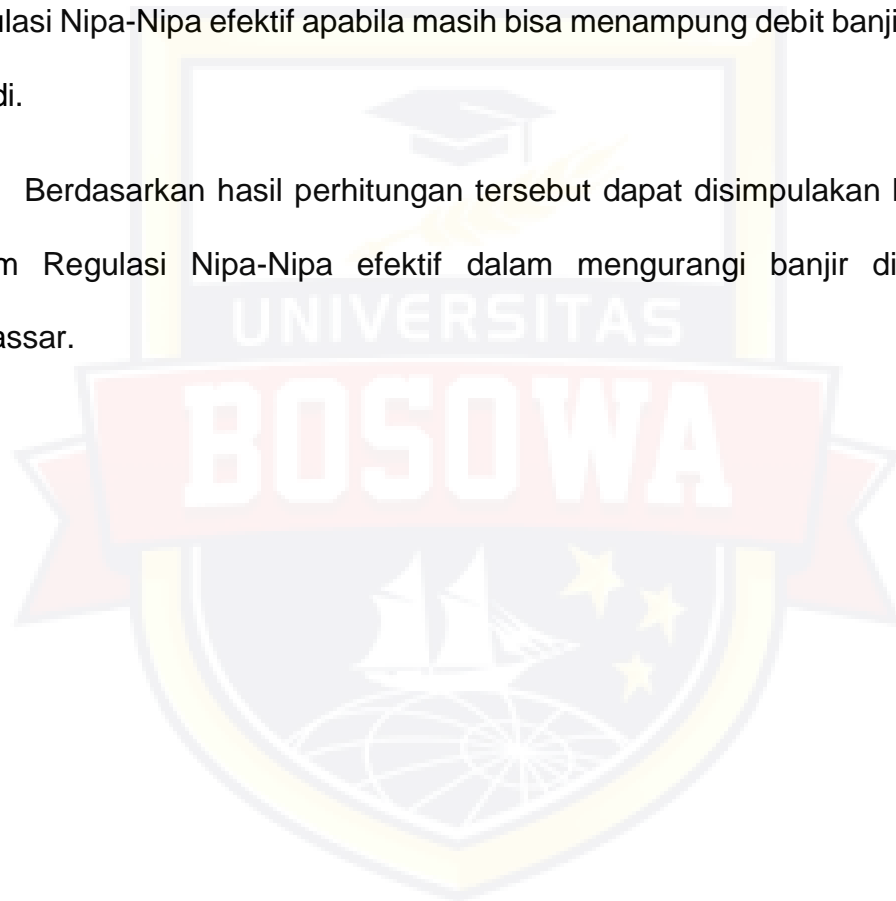 ulasi Nipa-Nipa efektif apabila masih bisa menampung debit banji
di.
Berdasarkan hasil perhitungan tersebut dapat disimpulakan
m Regulasi Nipa-Nipa efektif dalam mengurangi banjir di
assar.
UNIVERSITAS
BOSOWA